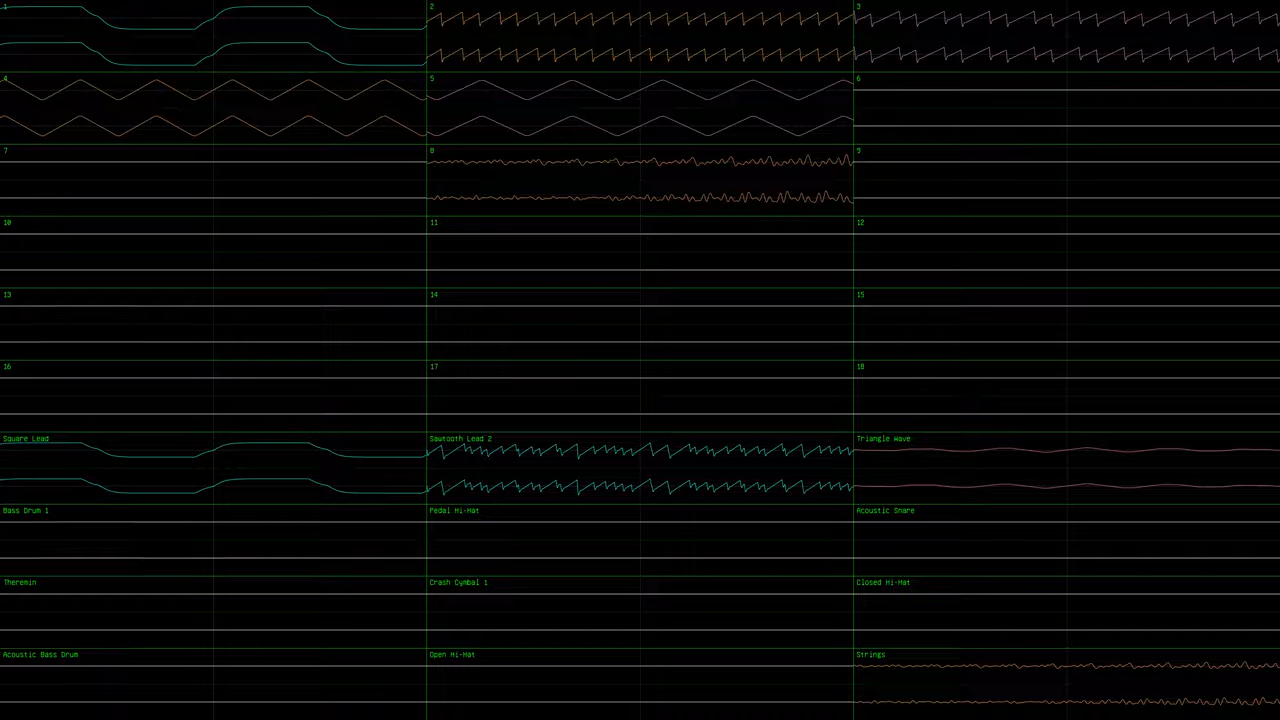 1 2 3
4 5 6
7 8 9
10 11 12
13 14 15
16 17 18
Square Lead Sawtooth Lead 2 Triangle Wave
Bass Drum 1 Pedal Hi-Hat Acoustic Snare
Theremin Crash Cymbal 1 Closed Hi-Hat
Acoustic Bass Drum Open Hi-Hat Strings